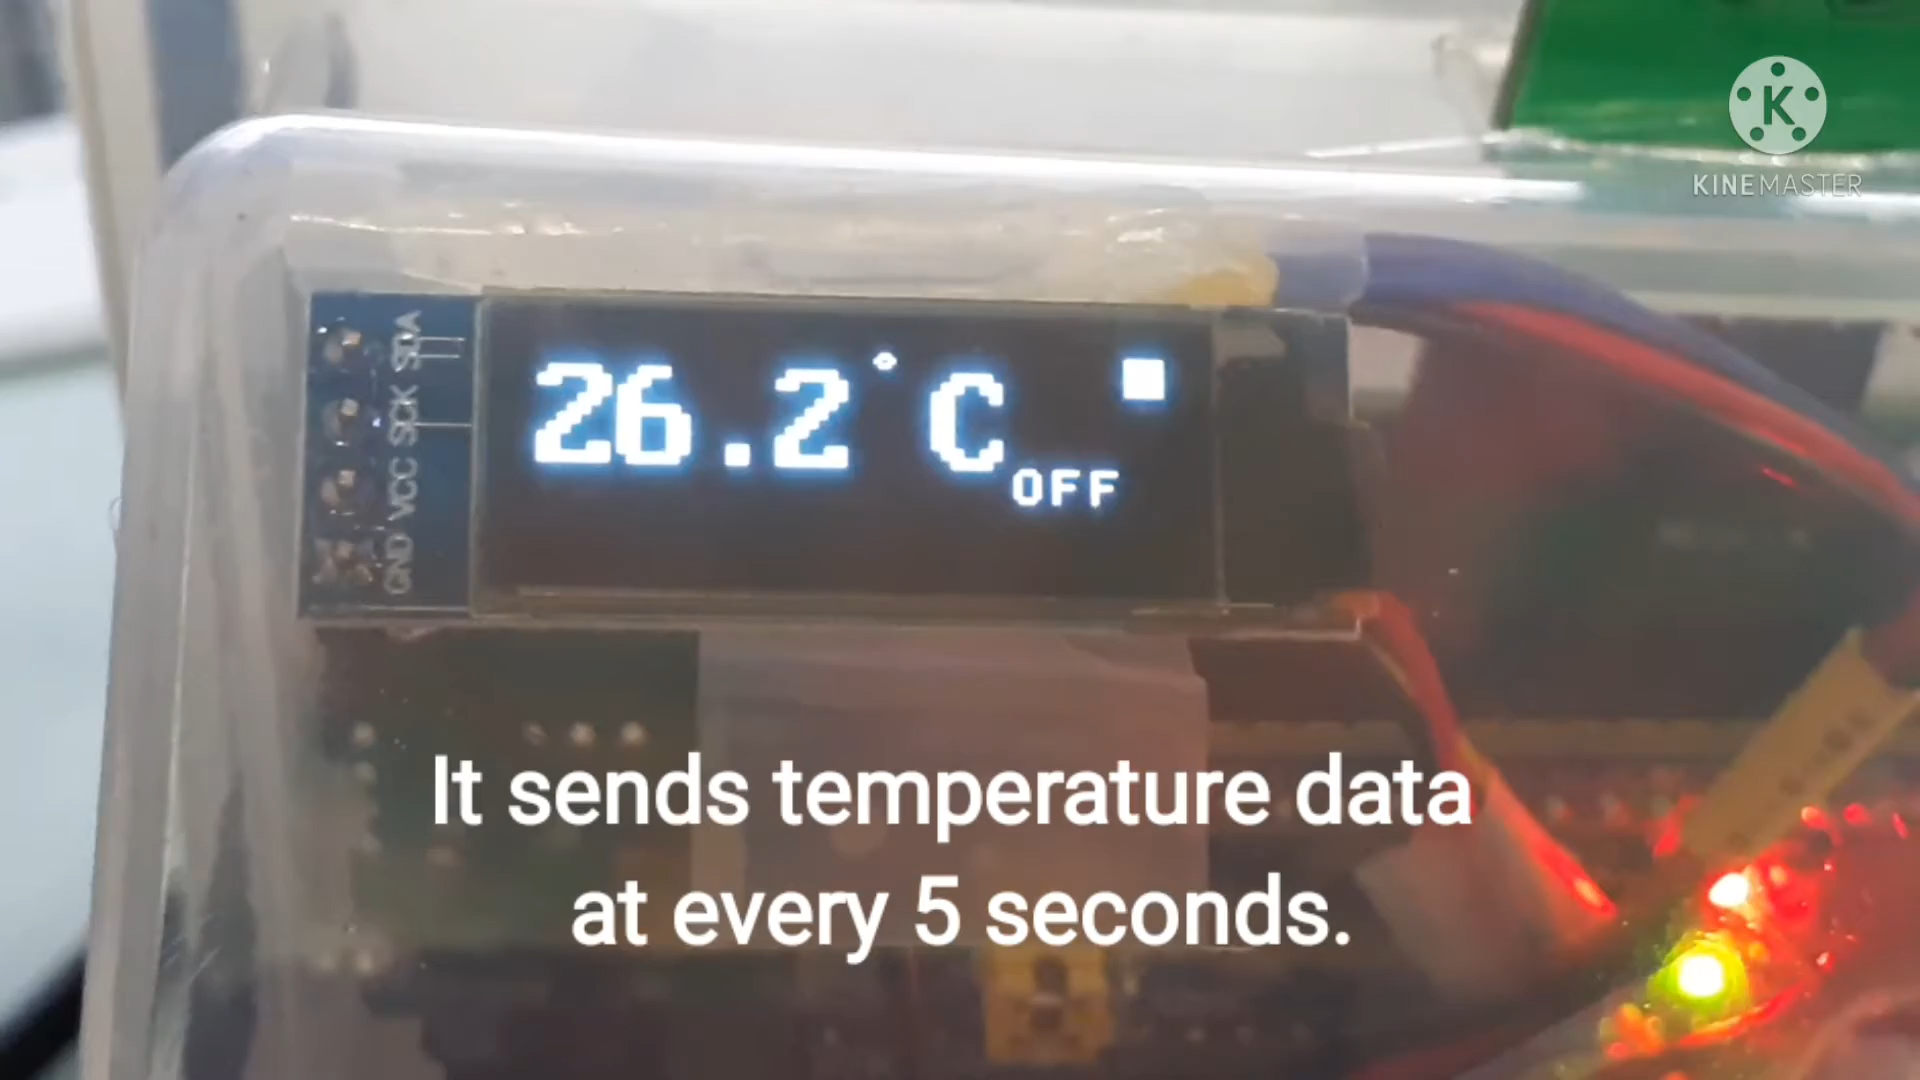 KINEMASTER
SDA
SCK
VCC
GND
26.2°C
OFF
It sends temperature data
at every 5 seconds.